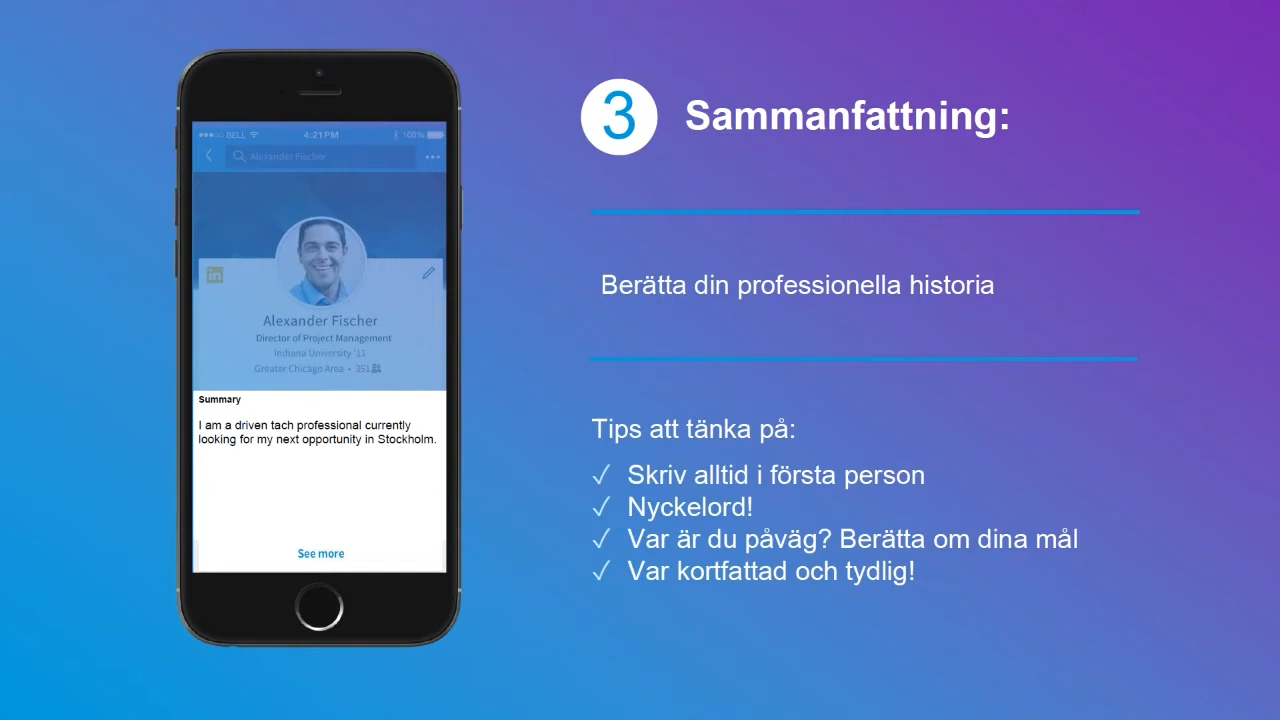 BELL
4:21 PM
100%
Alexander Fischer
in
Alexander Fischer
Director of Project Management
Indiana University '11
Greater Chicago Area • 351
Summary
I am a driven tach professional currently
looking for my next opportunity in Stockholm.
See more
3 Sammanfattning:
Berätta din professionella historia
Tips att tänka på:
✓ Skriv alltid i första person
✓ Nyckelord!
✓ Var är du påväg? Berätta om dina mål
✓ Var kortfattad och tydlig!